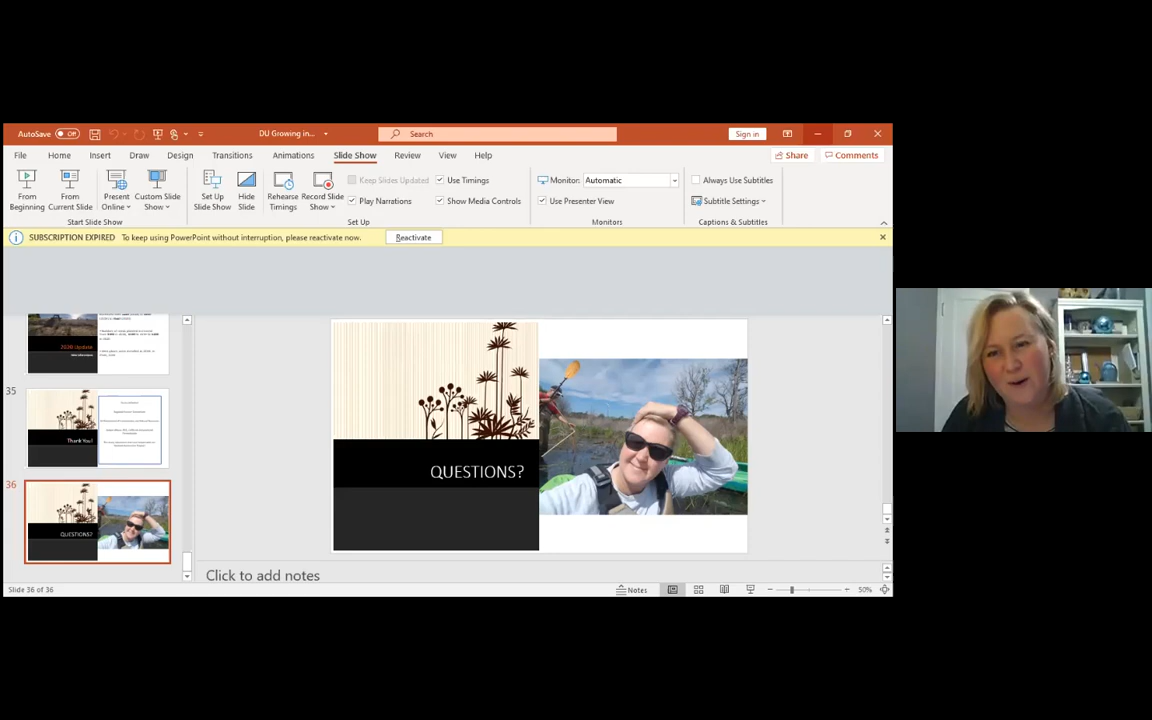 AutoSave Off
DU Growing in...
Search
Sign in
File Home Insert Draw Design Transitions Animations Slide Show Review View Help
Share Comments
From Beginning
From Current Slide
Present Online
Custom Slide Show
Start Slide Show
Set Up Slide Show
Hide Slide
Rehearse Timings
Record Slide Show
Keep Slides Updated
Play Narrations
Use Timings
Show Media Controls
Set Up
Monitor: Automatic
Use Presenter View
Monitors
Always Use Subtitles
Subtitle Settings
Captions & Subtitles
SUBSCRIPTION EXPIRED To keep using PowerPoint without interruption, please reactivate now. Reactivate
2020 Update
35
Thank You!
36
QUESTIONS?
QUESTIONS?
Click to add notes
Slide 36 of 36
Notes
50%